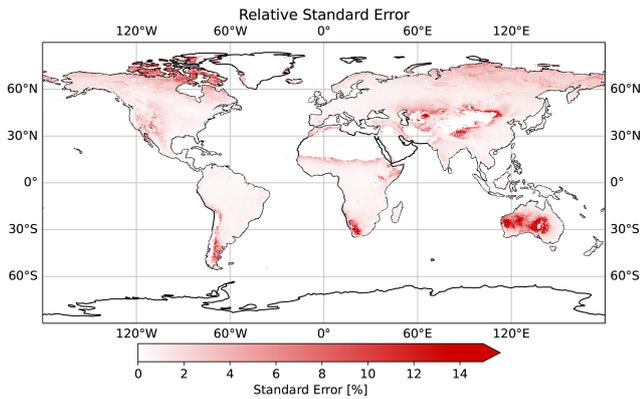 Relative Standard Error
120°W 60°W 0° 60°E 120°E
60°N 60°N
30°N 30°N
0° 0°
30°S 30°S
60°S 60°S
120°W 60°W 0° 60°E 120°E
0 2 4 6 8 10 12 14
Standard Error [%]